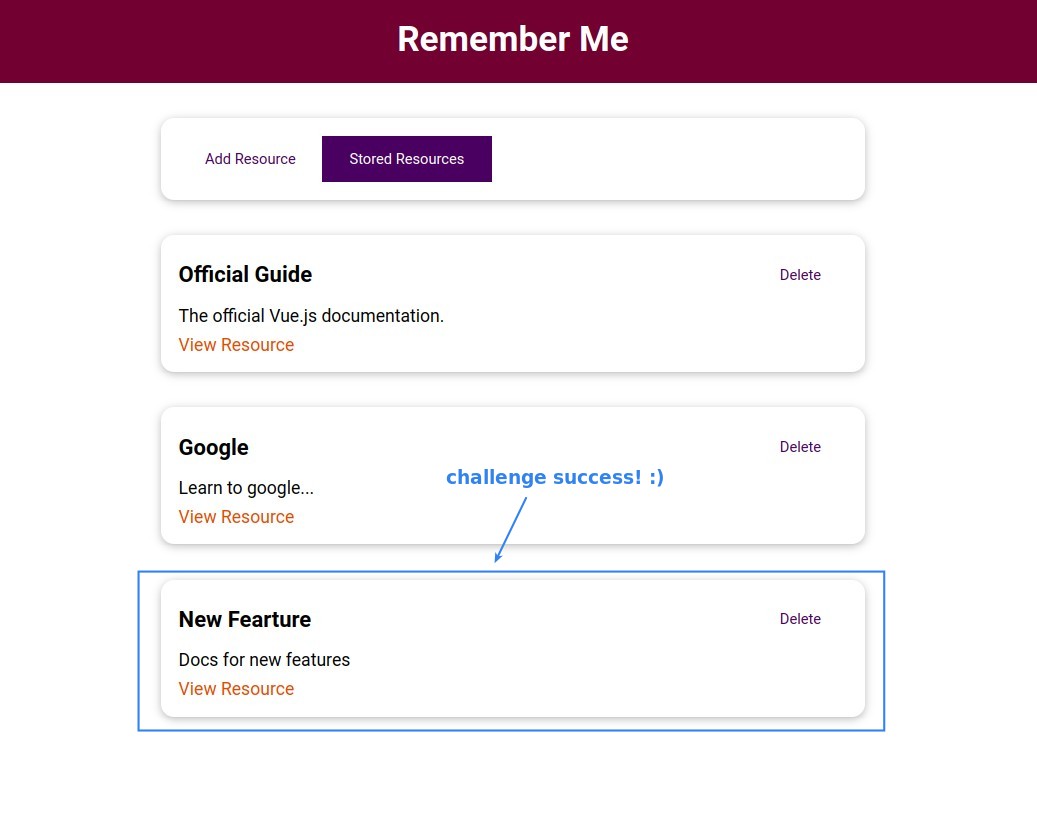 Remember Me
Add Resource
Stored Resources
Official Guide
Delete
The official Vue.js documentation.
View Resource
Google
Delete
challenge success! :)
Learn to google...
View Resource
New Fearture
Delete
Docs for new features
View Resource